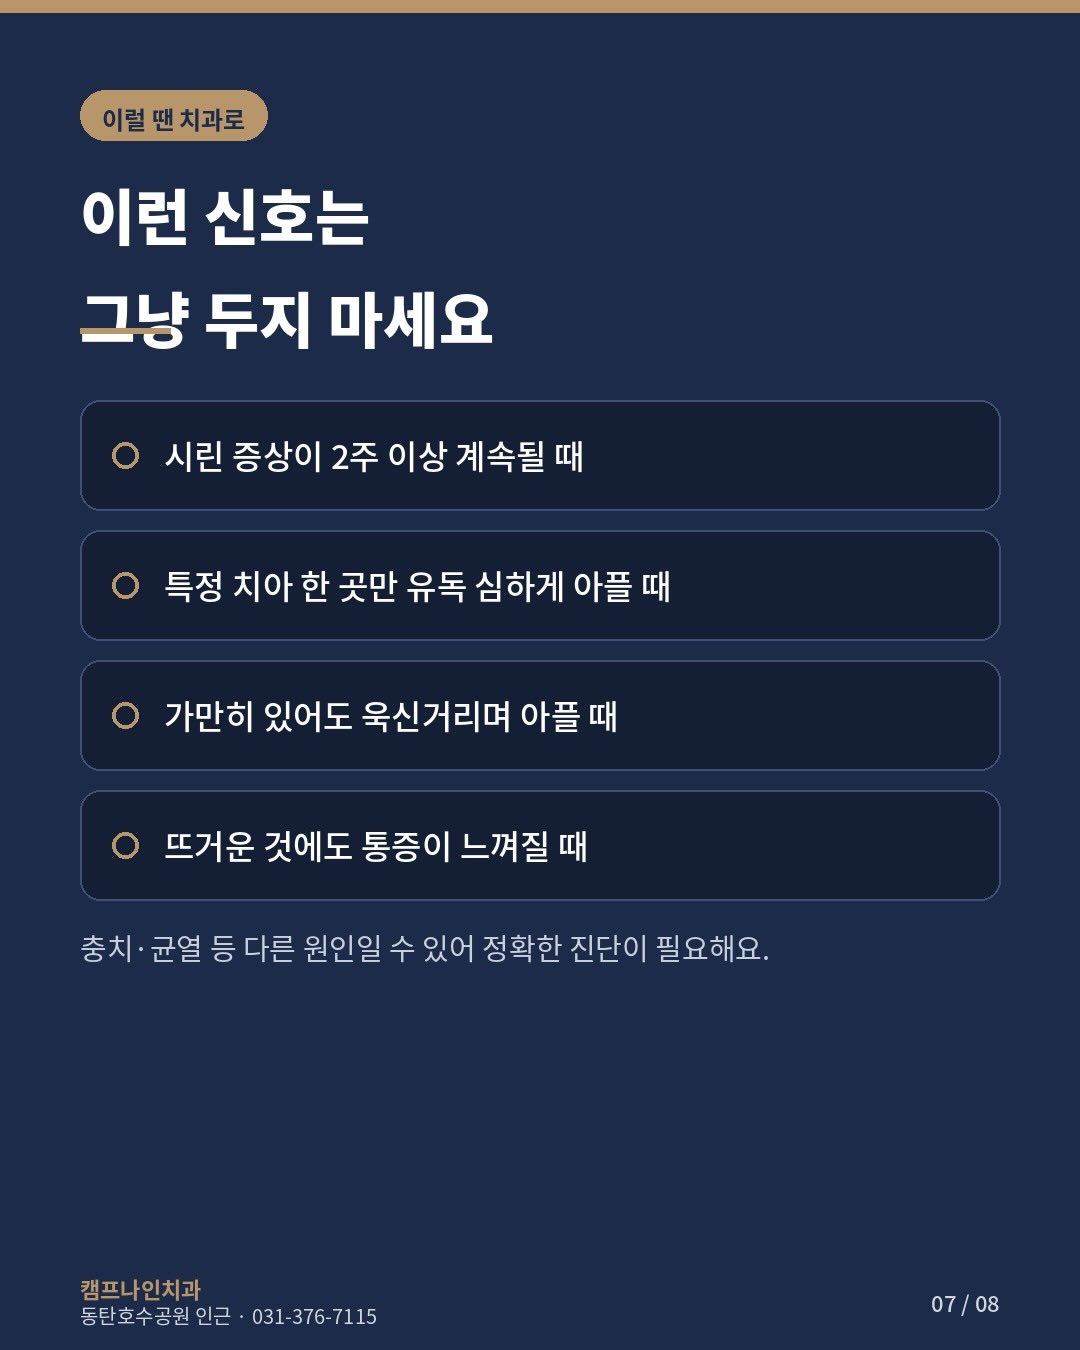 이럴 땐 치과로
이런 신호는
그냥 두지 마세요
시린 증상이 2주 이상 계속될 때
특정 치아 한 곳만 유독 심하게 아플 때
가만히 있어도 욱신거리며 아플 때
뜨거운 것에도 통증이 느껴질 때
충치·균열 등 다른 원인일 수 있어 정확한 진단이 필요해요.
캠프나인치과
동탄호수공원 인근 · 031-376-7115
07 / 08